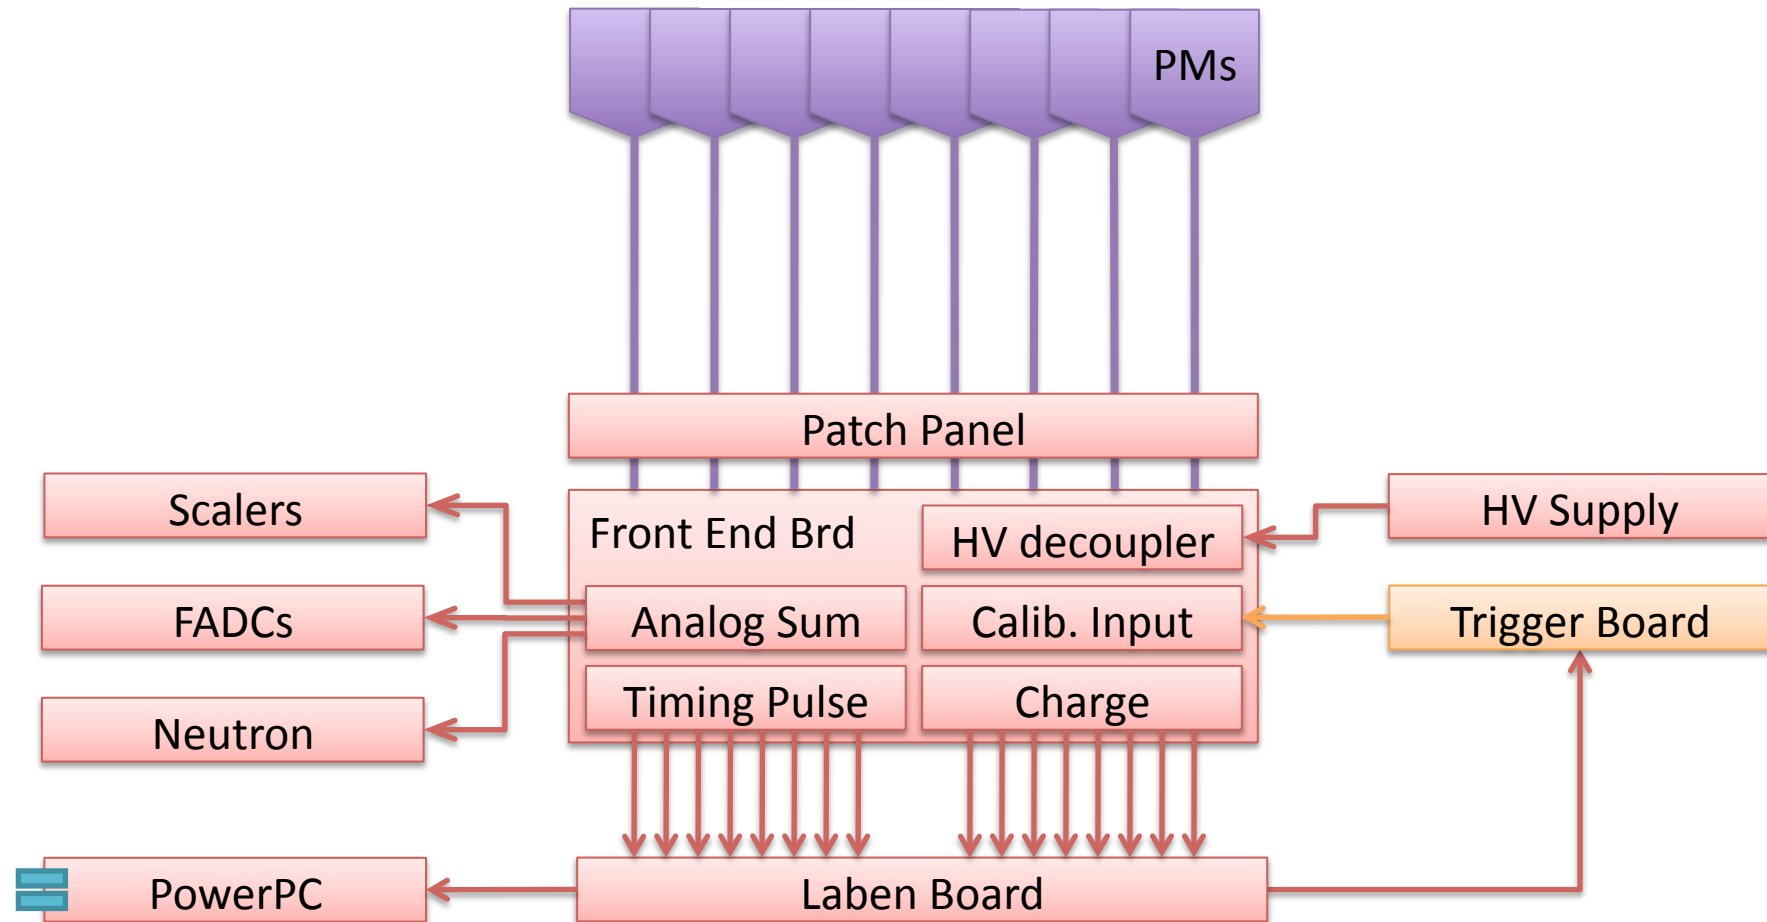 PMs
Patch Panel
Scalers
Front End Brd
HV decoupler
HV Supply
FADCs
Analog Sum
Calib. Input
Trigger Board
Neutron
Timing Pulse
Charge
PowerPC
Laben Board